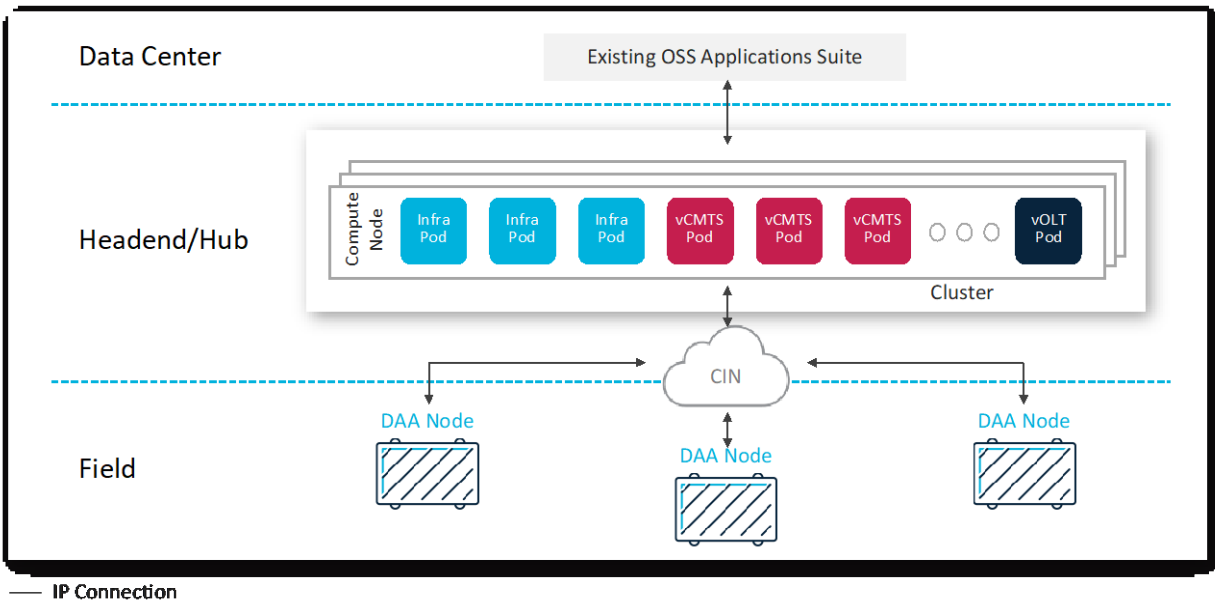 Data Center
Existing OSS Applications Suite
Headend/Hub
Compute
Node
Infra
Pod
Infra
Pod
Infra
Pod
vCMTS
Pod
vCMTS
Pod
vCMTS
Pod
vOLT
Pod
Cluster
CIN
Field
DAA Node
DAA Node
DAA Node
IP Connection